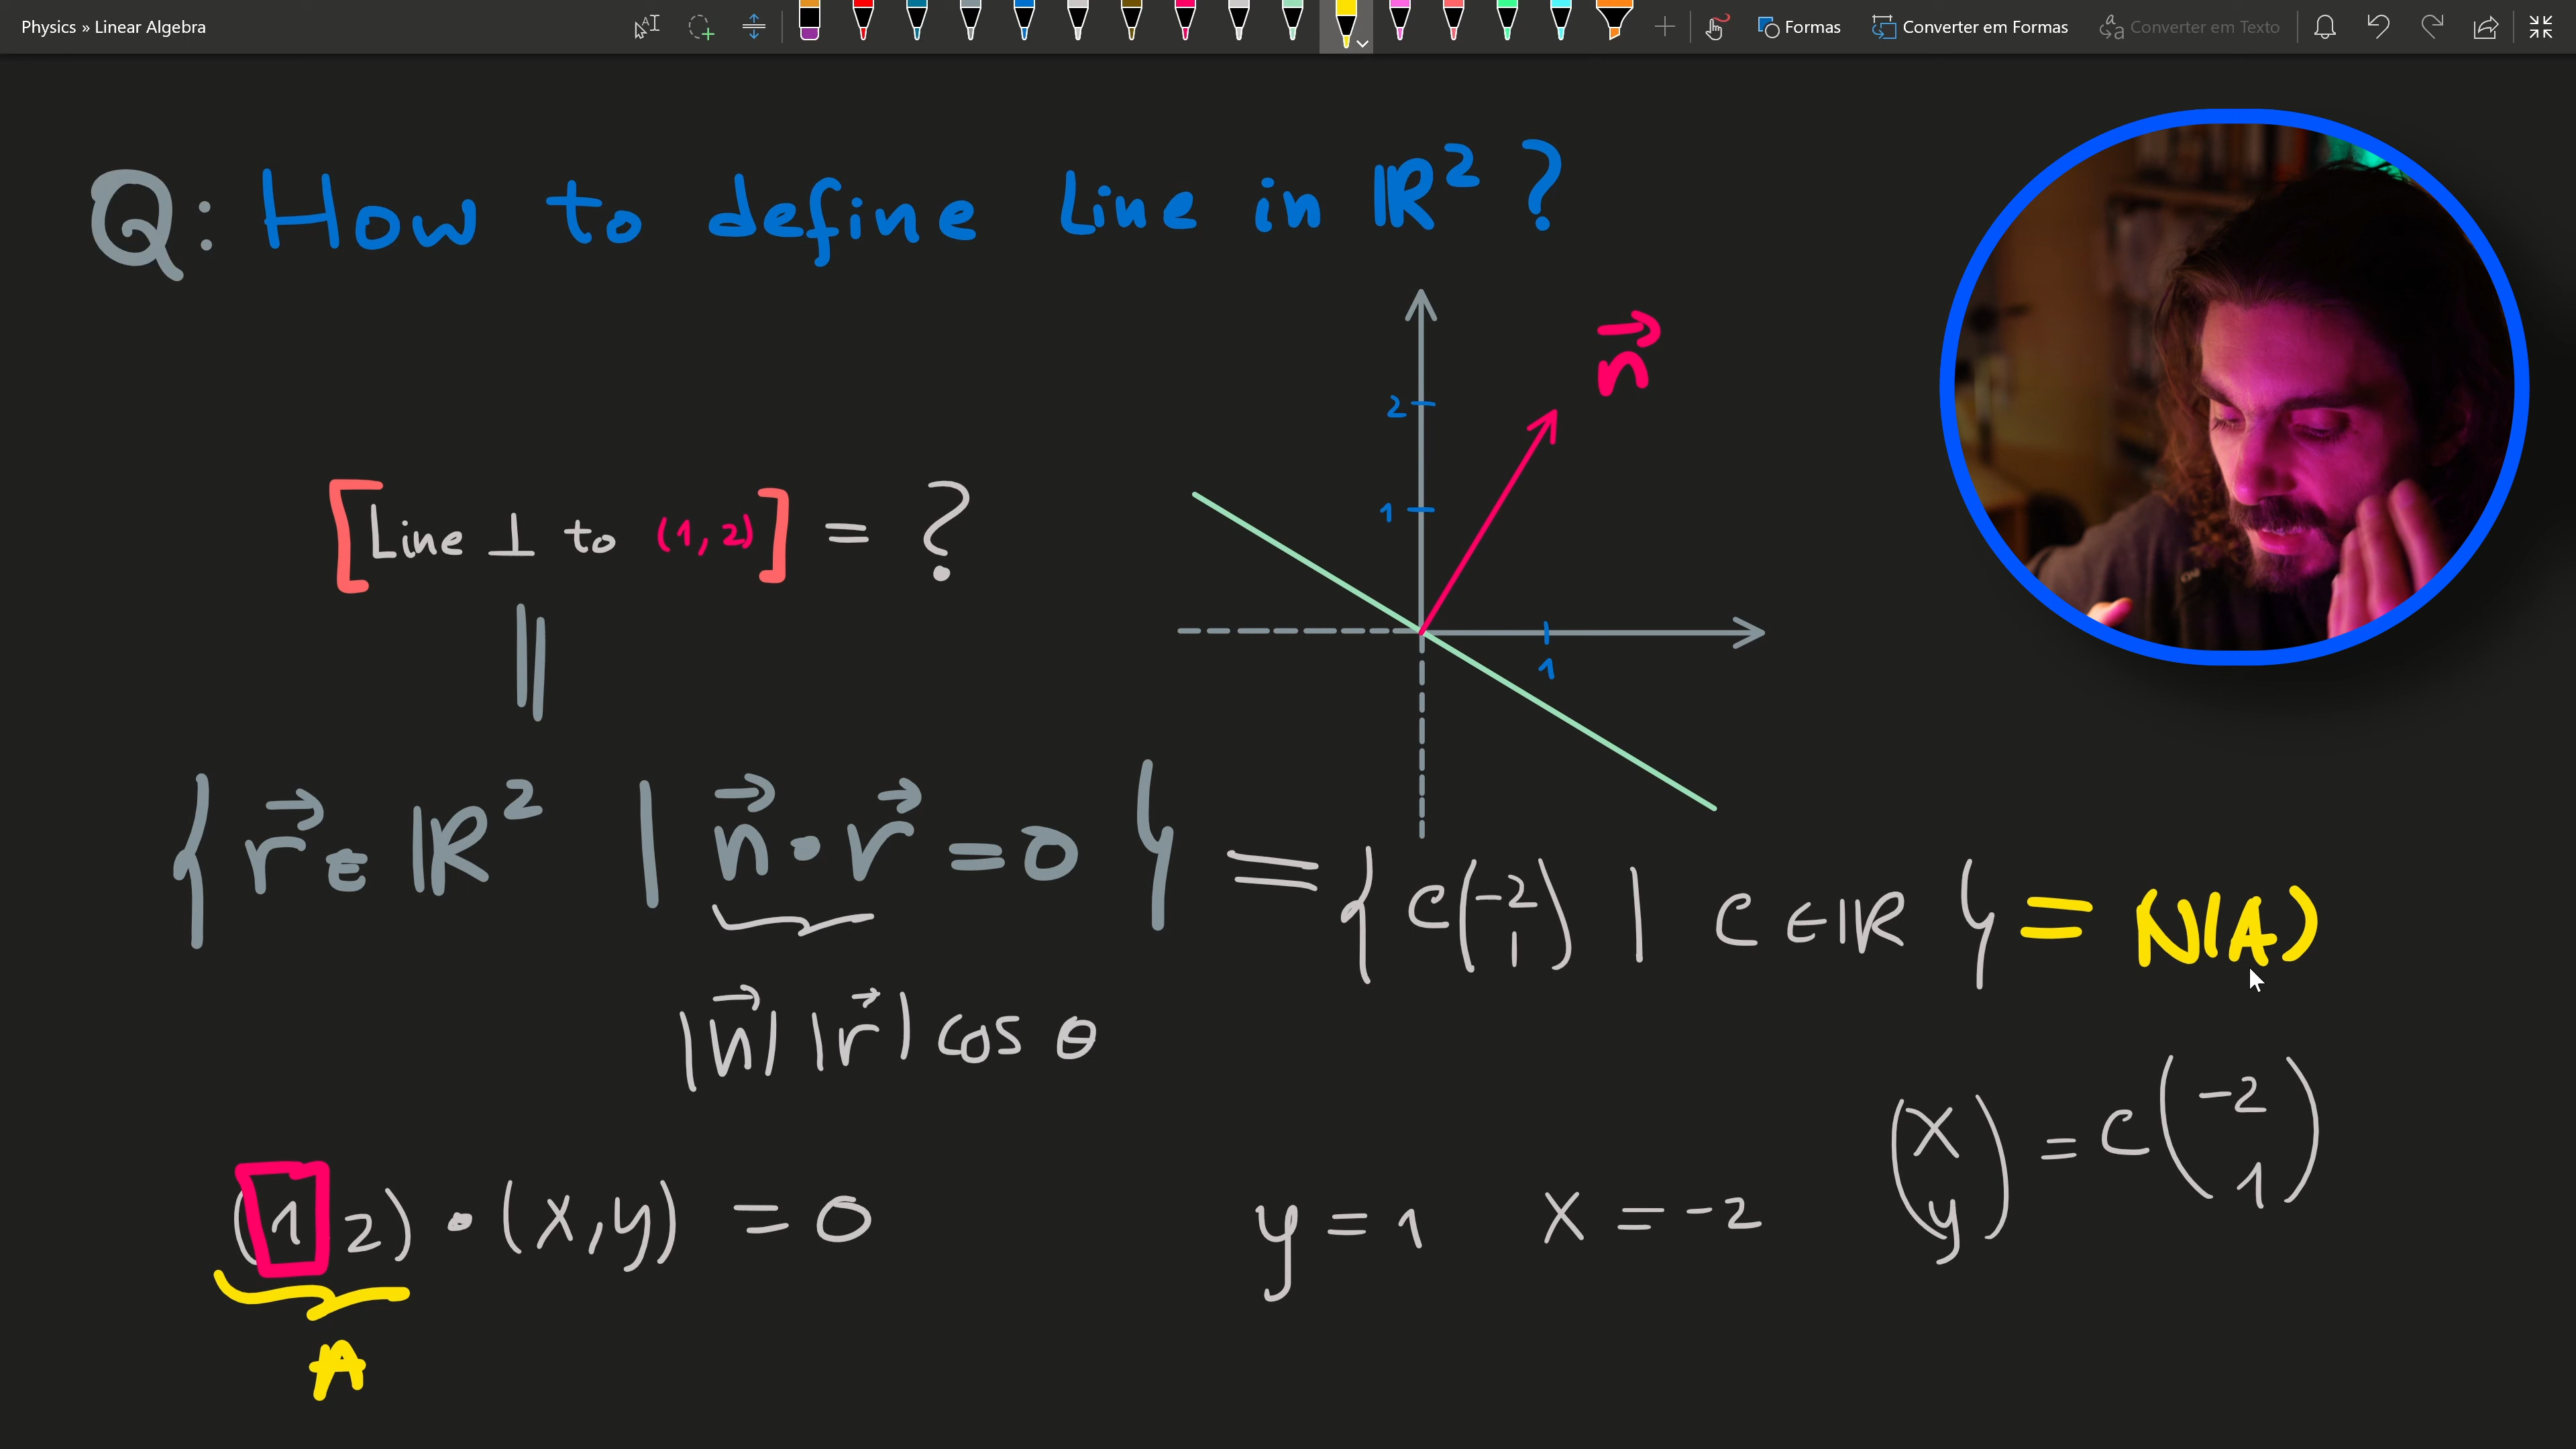 Physics » Linear Algebra
Formas
Converter em Formas
Converter em Texto
Q: How to define Line in ℝ² ?
n⃗
2
1
1
[Line ⊥ to (1, 2)] = ?
||
{ r⃗ ∈ ℝ² | n⃗ • r⃗ = 0 } = { c(-2 1) | c ∈ ℝ } = N(A)
|n⃗| |r⃗| cos θ
(1 2) • (x, y) = 0
y = 1 x = -2
(x y) = c(-2 1)
A